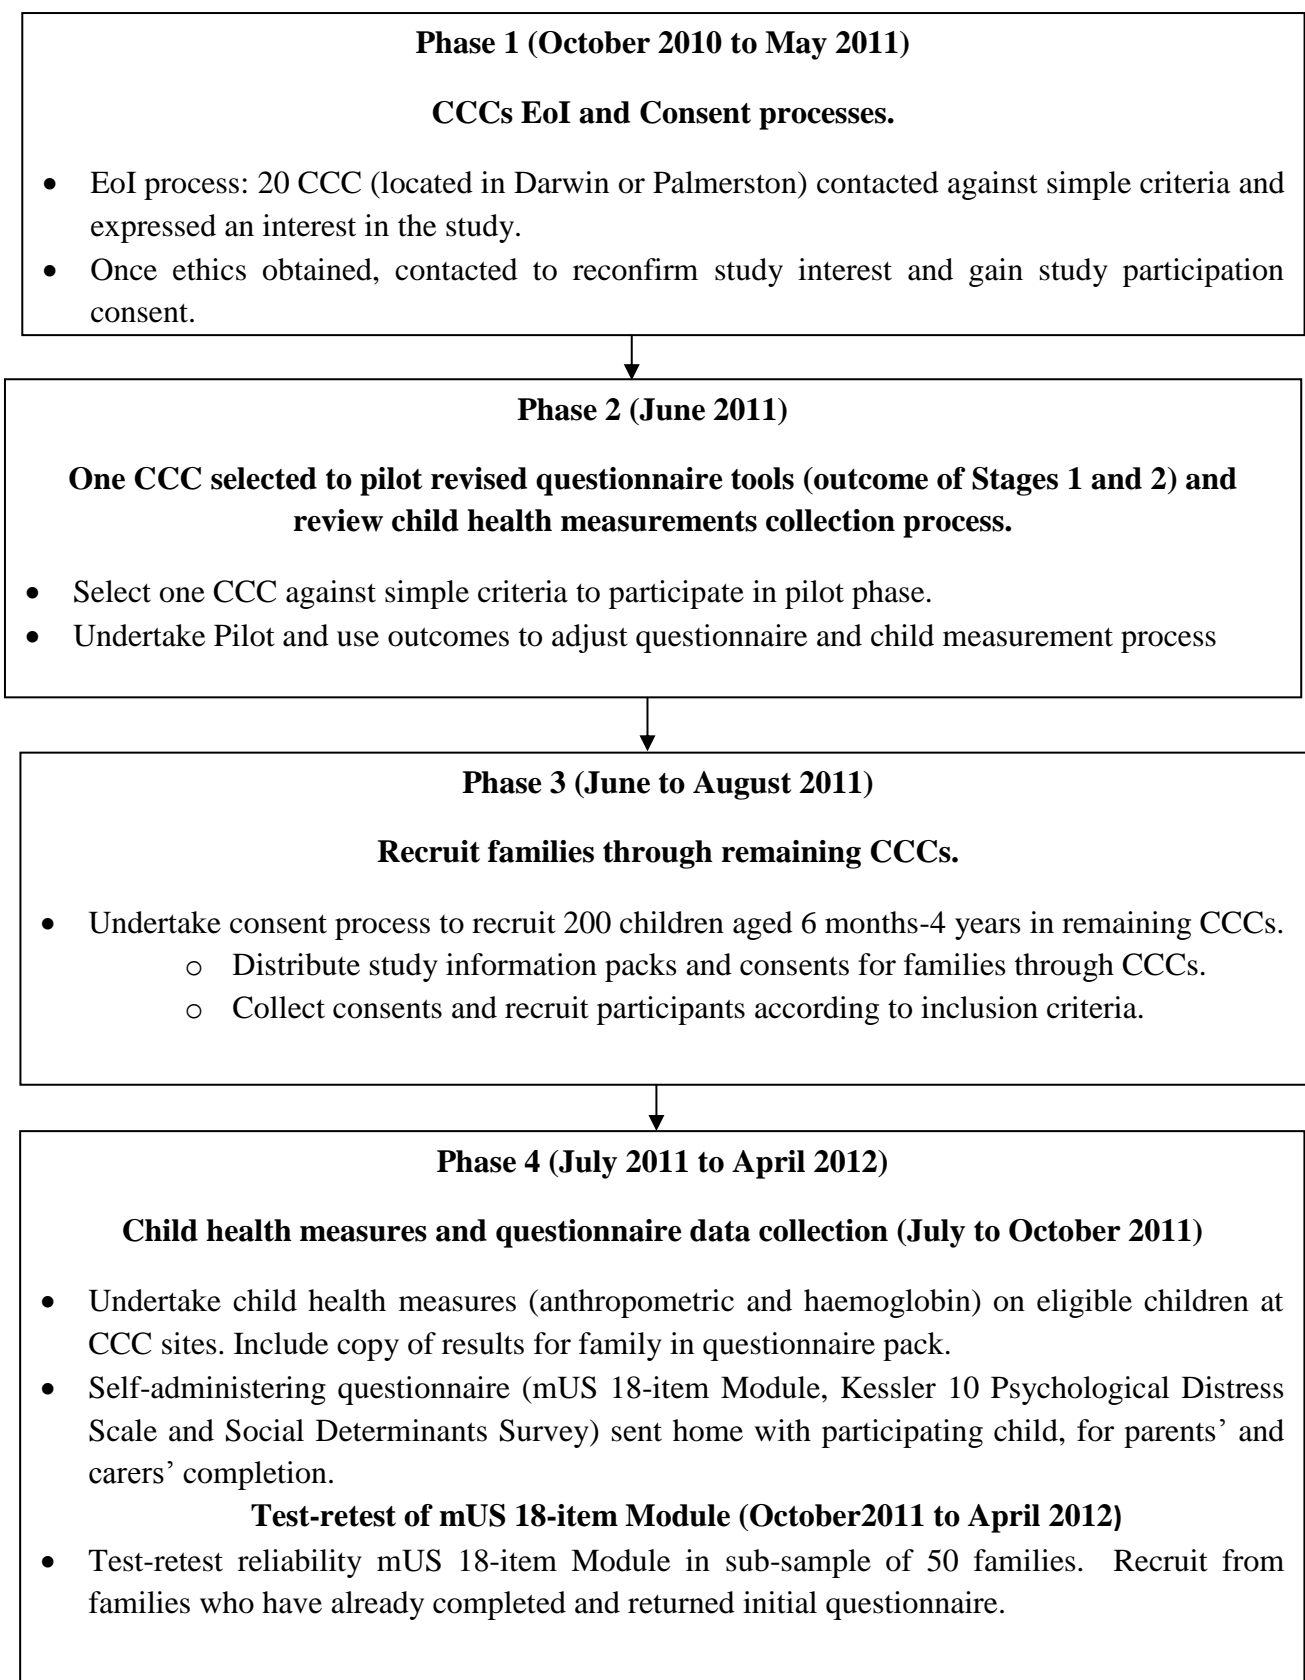 Phase 1 (October 2010 to May 2011)
CCCs EoI and Consent processes.
• EoI process: 20 CCC (located in Darwin or Palmerston) contacted against simple criteria and
expressed an interest in the study.
• Once ethics obtained, contacted to reconfirm study interest and gain study participation
consent.
Phase 2 (June 2011)
One CCC selected to pilot revised questionnaire tools (outcome of Stages 1 and 2) and
review child health measurements collection process.
• Select one CCC against simple criteria to participate in pilot phase.
• Undertake Pilot and use outcomes to adjust questionnaire and child measurement process
Phase 3 (June to August 2011)
Recruit families through remaining CCCs.
• Undertake consent process to recruit 200 children aged 6 months-4 years in remaining CCCs.
o Distribute study information packs and consents for families through CCCs.
o Collect consents and recruit participants according to inclusion criteria.
Phase 4 (July 2011 to April 2012)
Child health measures and questionnaire data collection (July to October 2011)
• Undertake child health measures (anthropometric and haemoglobin) on eligible children at
CCC sites. Include copy of results for family in questionnaire pack.
• Self-administering questionnaire (mUS 18-item Module, Kessler 10 Psychological Distress
Scale and Social Determinants Survey) sent home with participating child, for parents’ and
carers’ completion.
Test-retest of mUS 18-item Module (October2011 to April 2012)
• Test-retest reliability mUS 18-item Module in sub-sample of 50 families. Recruit from
families who have already completed and returned initial questionnaire.